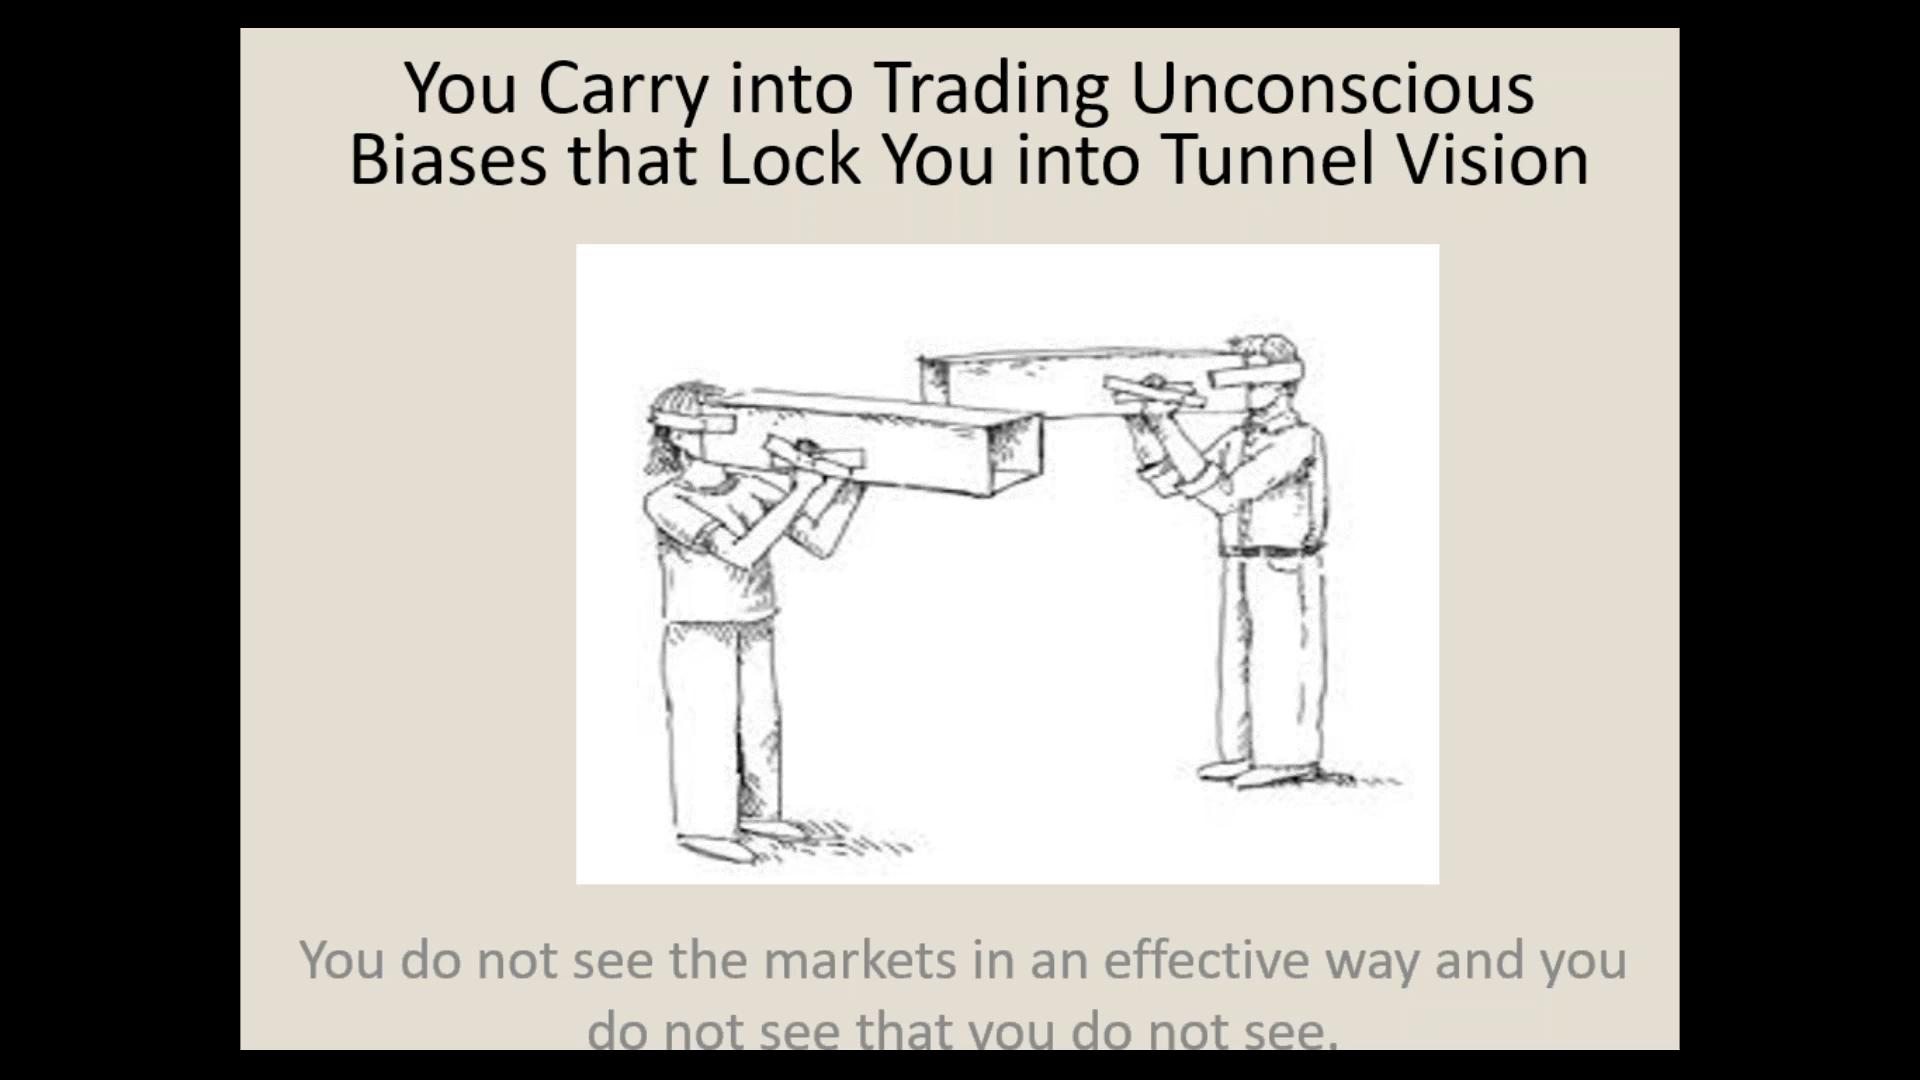 You Carry into Trading Unconscious
Biases that Lock You into Tunnel Vision
You do not see the markets in an effective way and you
do not see that you do not see.